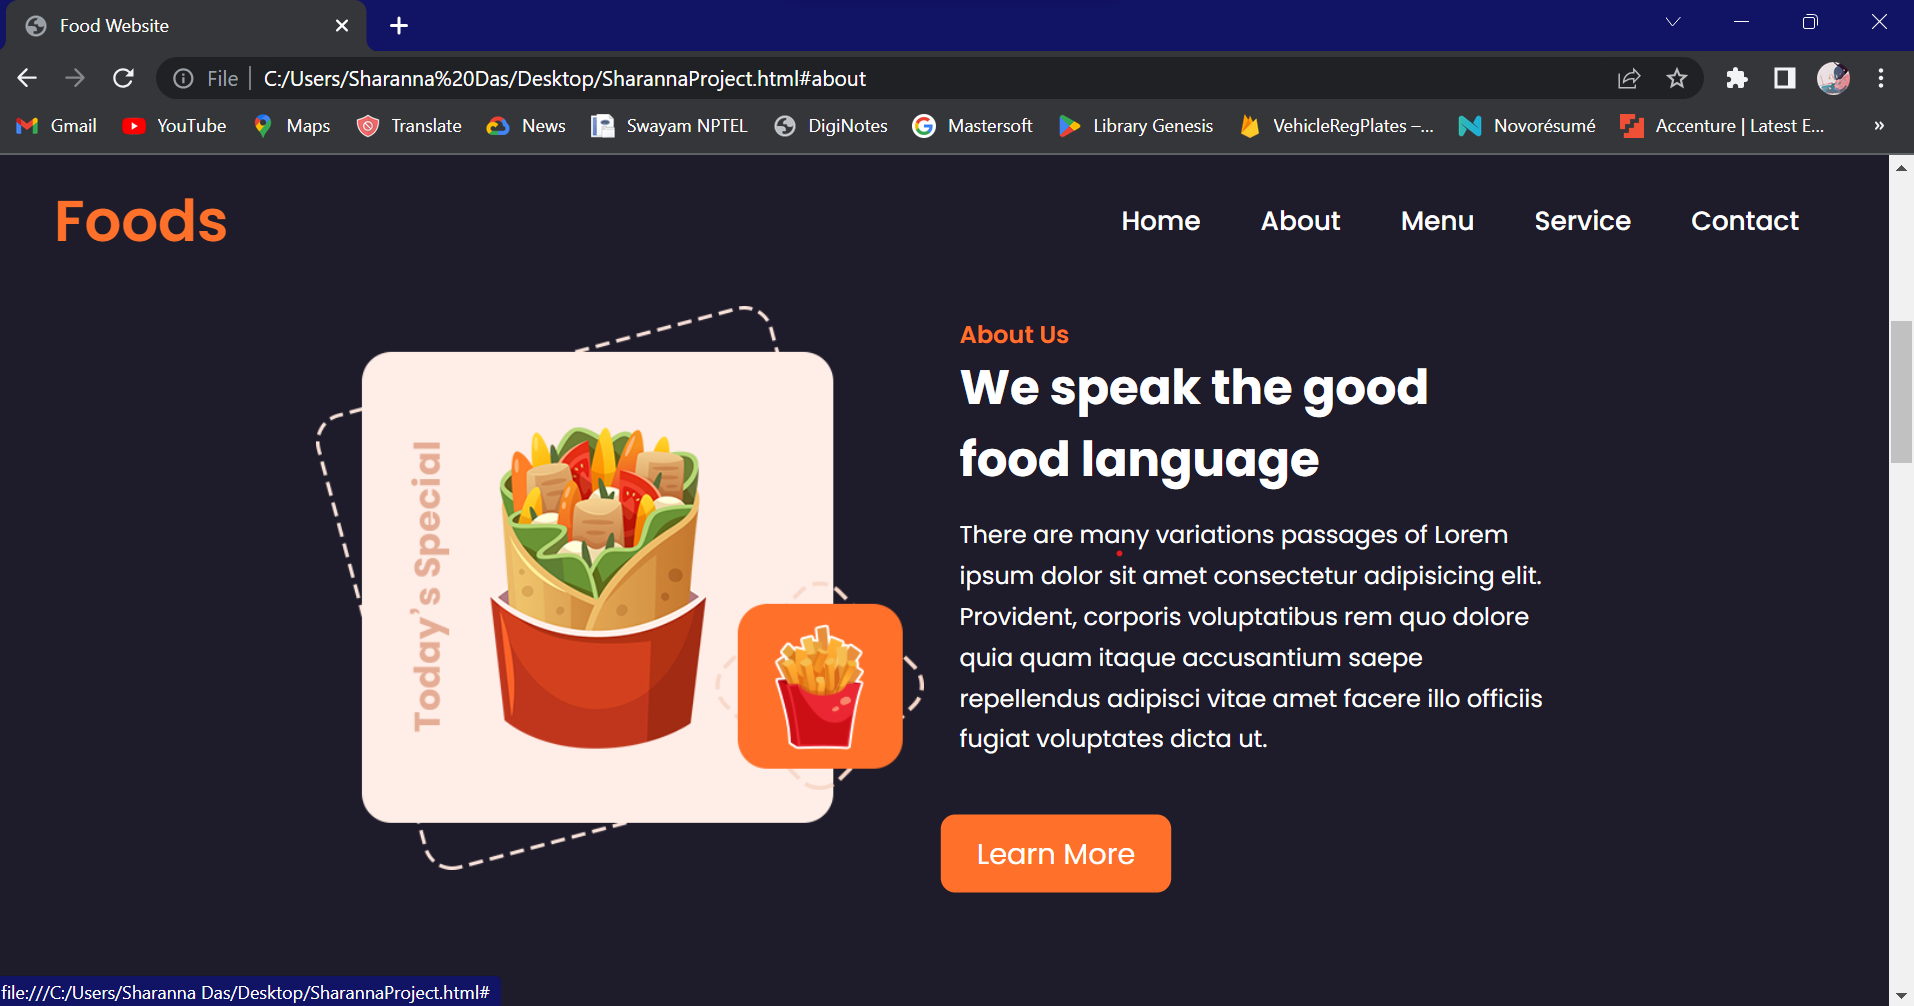 Food Website
File
C:/Users/Sharanna%20Das/Desktop/SharannaProject.html#about
Gmail
YouTube
Maps
Translate
News
Swayam NPTEL
DigiNotes
Mastersoft
Library Genesis
VehicleRegPlates –...
Novorésumé
Accenture | Latest E...
»
Foods
Home
About
Menu
Service
Contact
Today's Special
About Us
We speak the good
food language
There are many variations passages of Lorem
ipsum dolor sit amet consectetur adipisicing elit.
Provident, corporis voluptatibus rem quo dolore
quia quam itaque accusantium saepe
repellendus adipisci vitae amet facere illo officiis
fugiat voluptates dicta ut.
Learn More
file:///C:/Users/Sharanna Das/Desktop/SharannaProject.html#